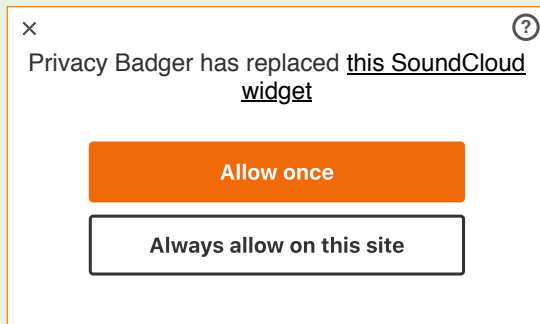 ?
Privacy Badger has replaced this SoundCloud
widget
Allow once
Always allow on this site